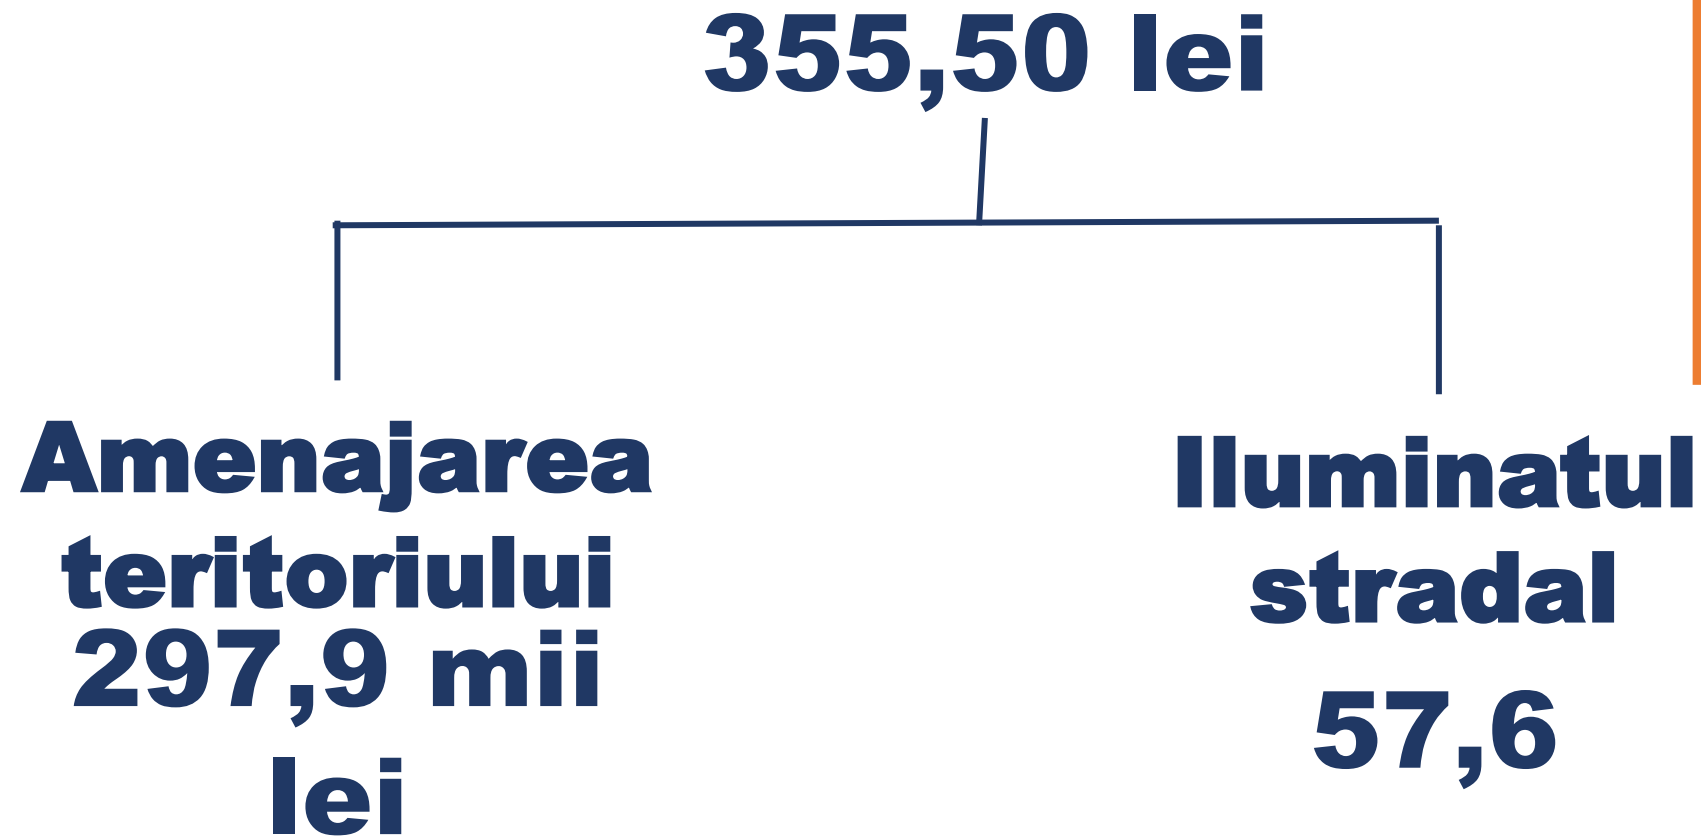 355,50 lei
Amenajarea
teritoriului
297,9 mii
lei
Iluminatul
stradal
57,6